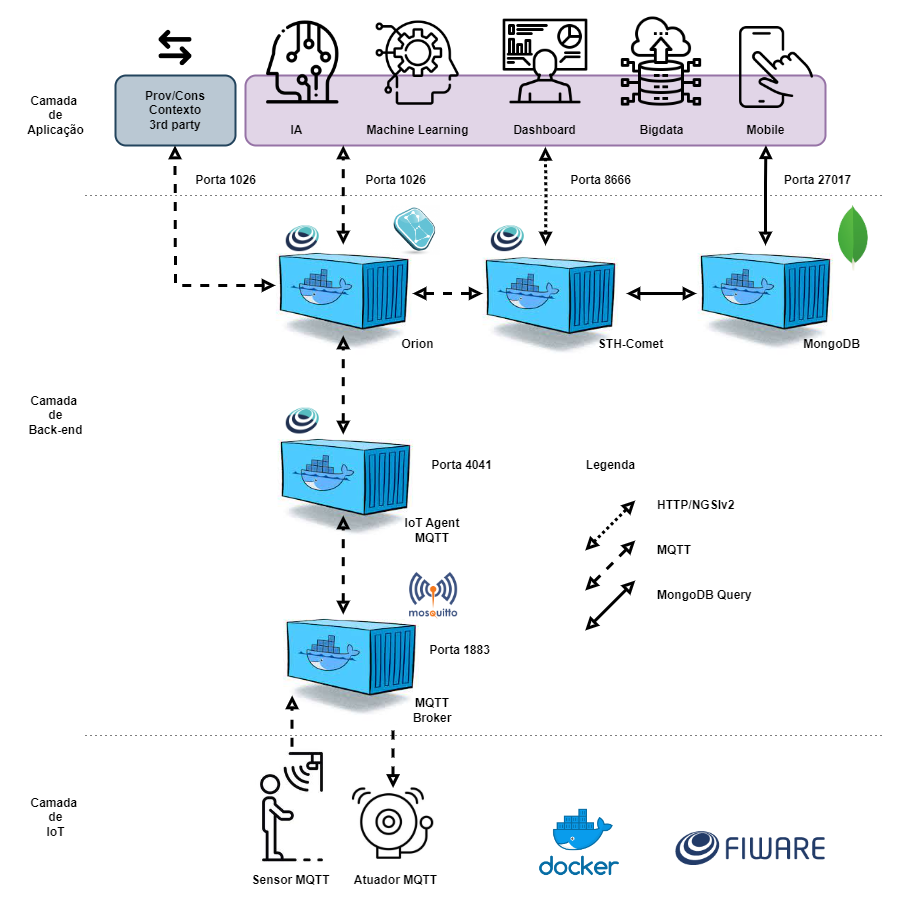 Camada
de
Aplicação
Prov/Cons
Contexto
3rd party
IA
Machine Learning
Dashboard
Bigdata
Mobile
Porta 1026
Porta 1026
Porta 8666
Porta 27017
Orion
STH-Comet
MongoDB
Camada
de
Back-end
Porta 4041
IoT Agent
MQTT
Legenda
HTTP/NGSIv2
MQTT
MongoDB Query
mosquitto
Porta 1883
MQTT
Broker
Camada
de
IoT
Sensor MQTT
Atuador MQTT
docker
FIWARE